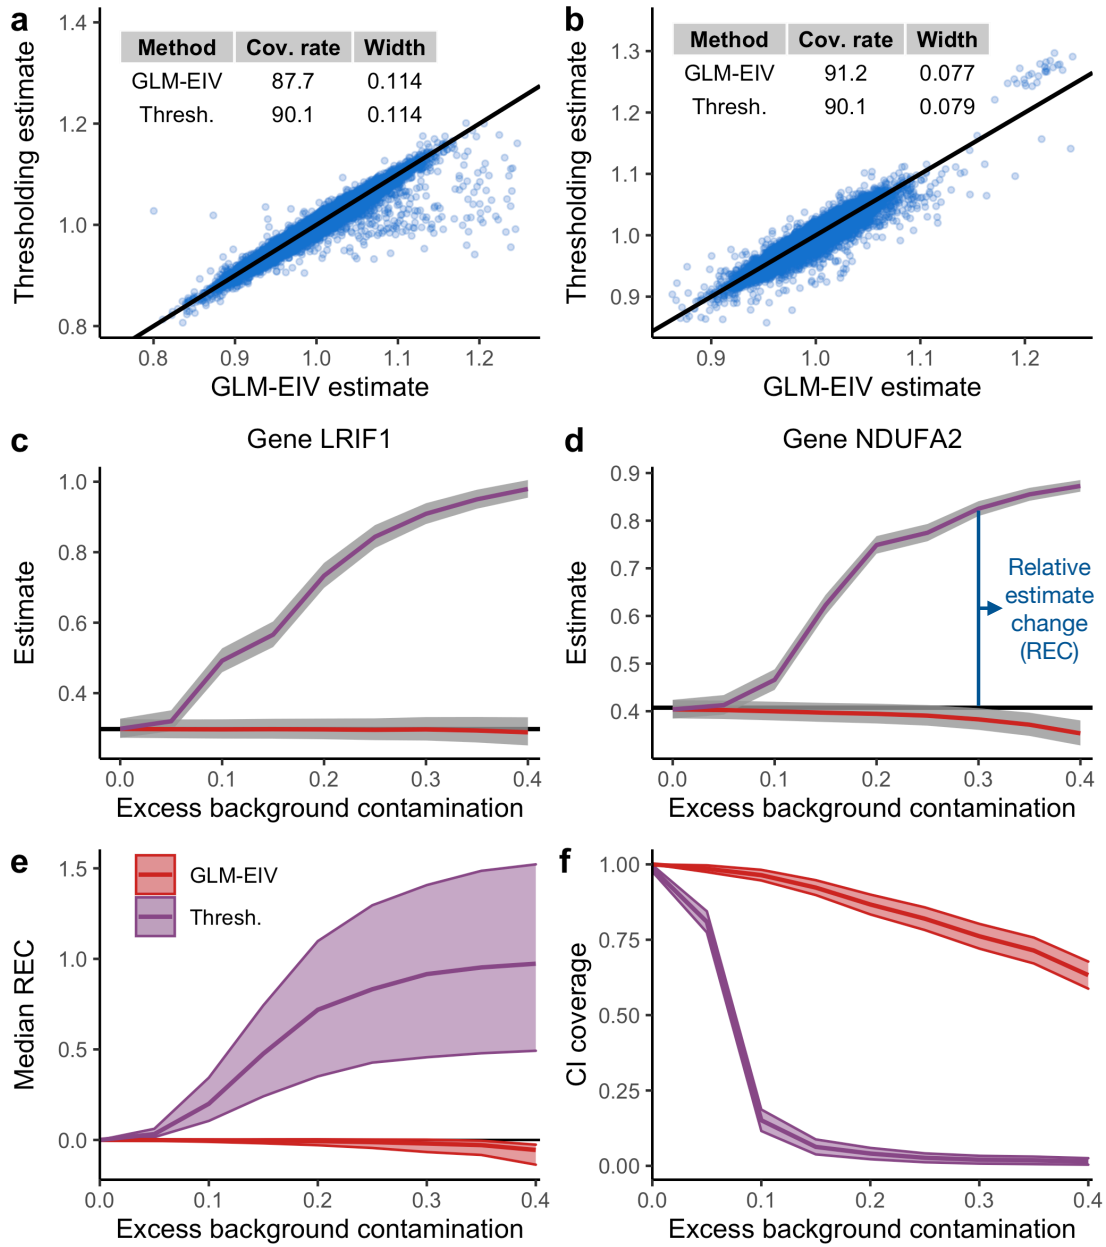 a
Method Cov. rate Width
GLM-EIV 87.7 0.114
Thresh. 90.1 0.114
Thresholding estimate
1.4
1.2
1.0
0.8
0.8 0.9 1.0 1.1 1.2
GLM-EIV estimate
b
Method Cov. rate Width
GLM-EIV 91.2 0.077
Thresh. 90.1 0.079
Thresholding estimate
1.3
1.2
1.1
1.0
0.9
0.9 1.0 1.1 1.2
GLM-EIV estimate
c
Gene LRIF1
Estimate
1.0
0.8
0.6
0.4
0.0 0.1 0.2 0.3 0.4
Excess background contamination
d
Gene NDUFA2
Estimate
0.9
0.8
0.7
0.6
0.5
0.4
Relative
estimate
change
(REC)
0.0 0.1 0.2 0.3 0.4
Excess background contamination
e
GLM-EIV
Thresh.
Median REC
1.5
1.0
0.5
0.0
0.0 0.1 0.2 0.3 0.4
Excess background contamination
f
CI coverage
1.00
0.75
0.50
0.25
0.00
0.0 0.1 0.2 0.3 0.4
Excess background contamination